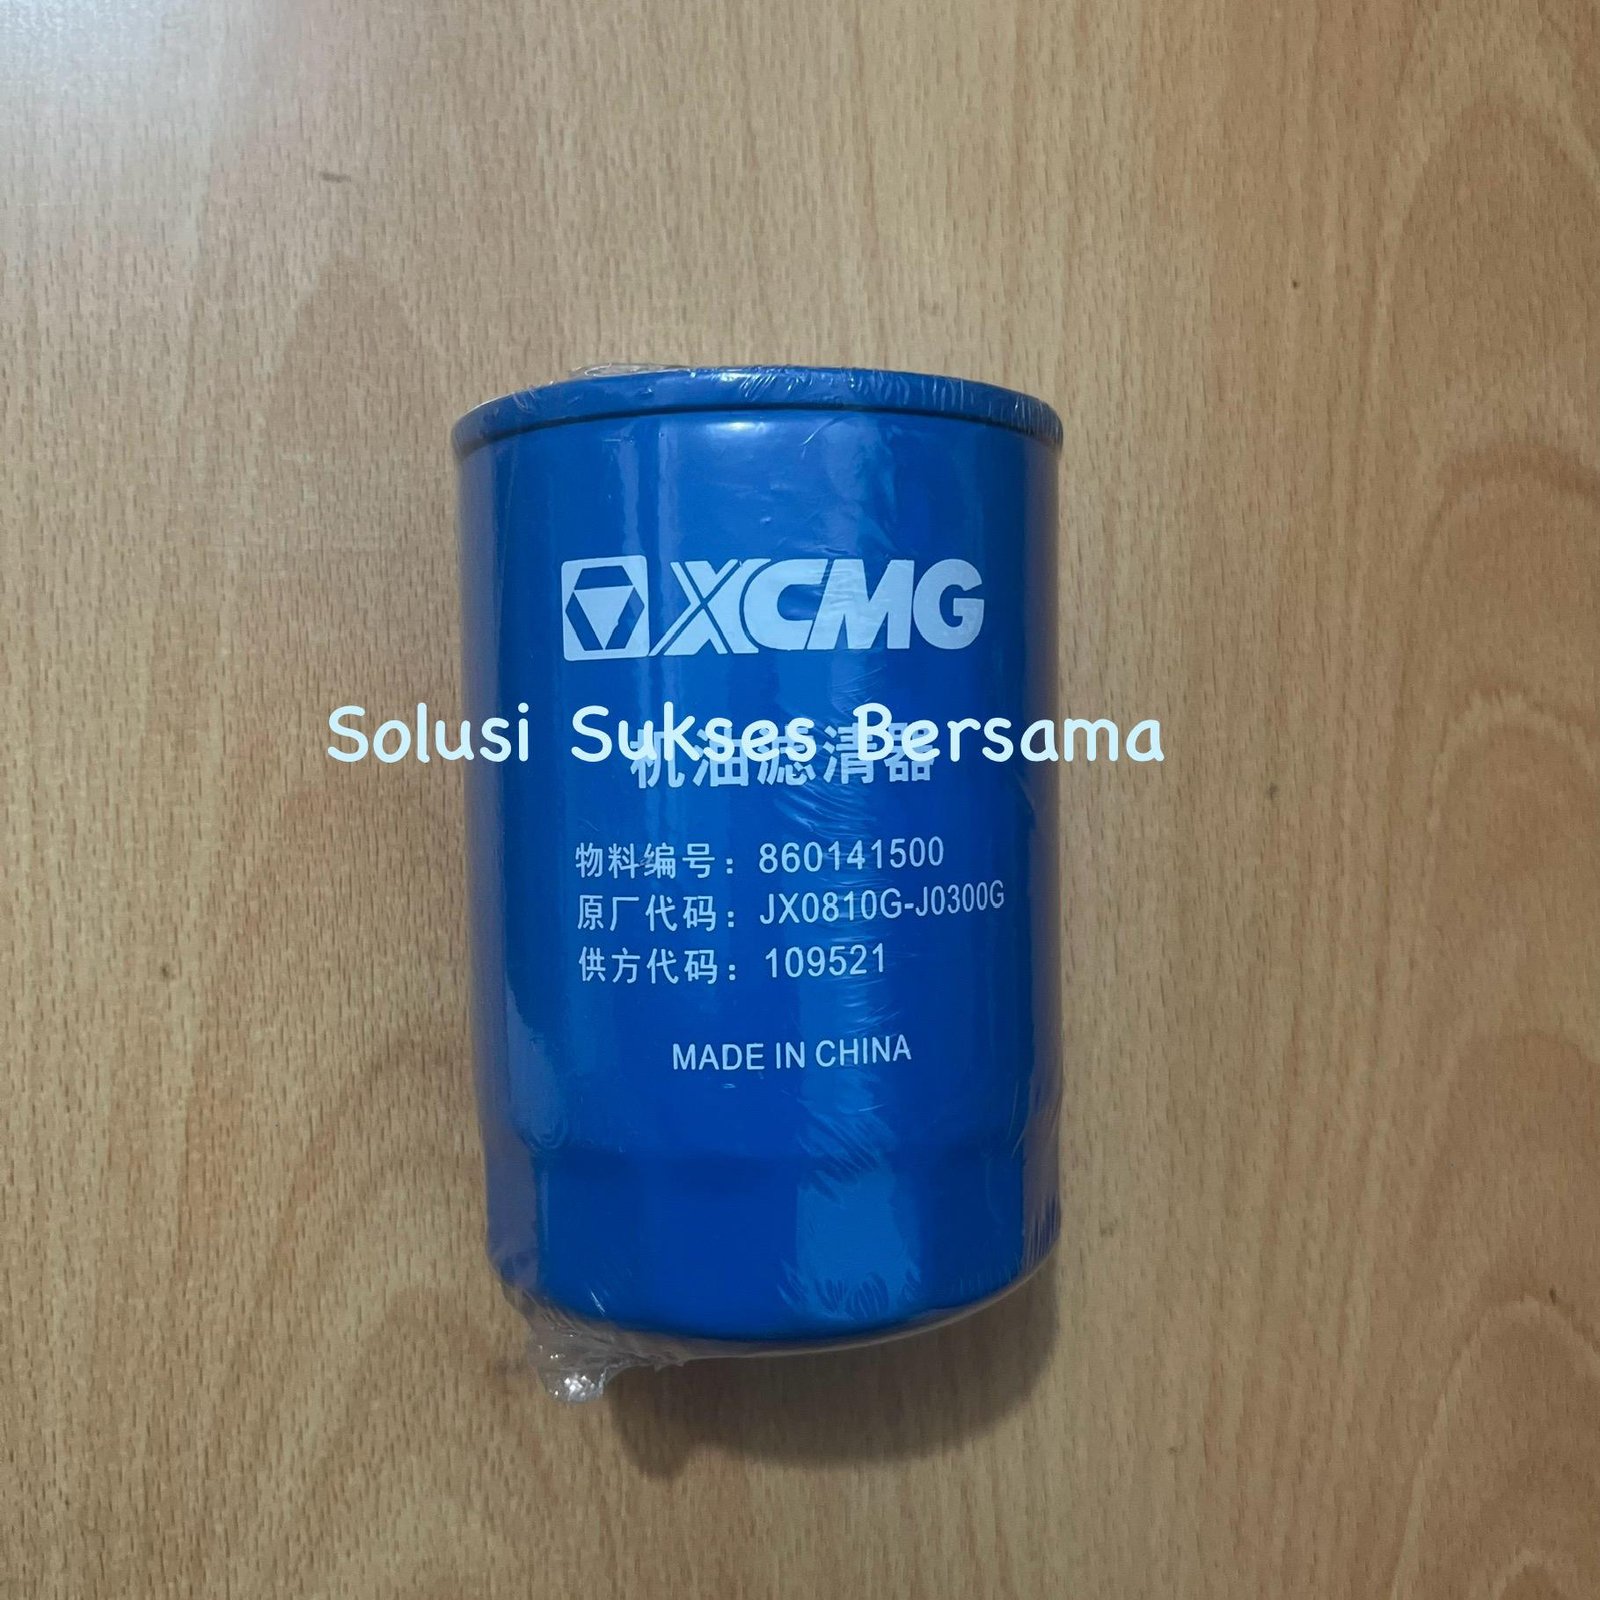 XCMG
Solusi Sukses Bersama
机油滤清器
物料编号：860141500
原厂代码：JX0810G-J0300G
供方代码：109521
MADE IN CHINA